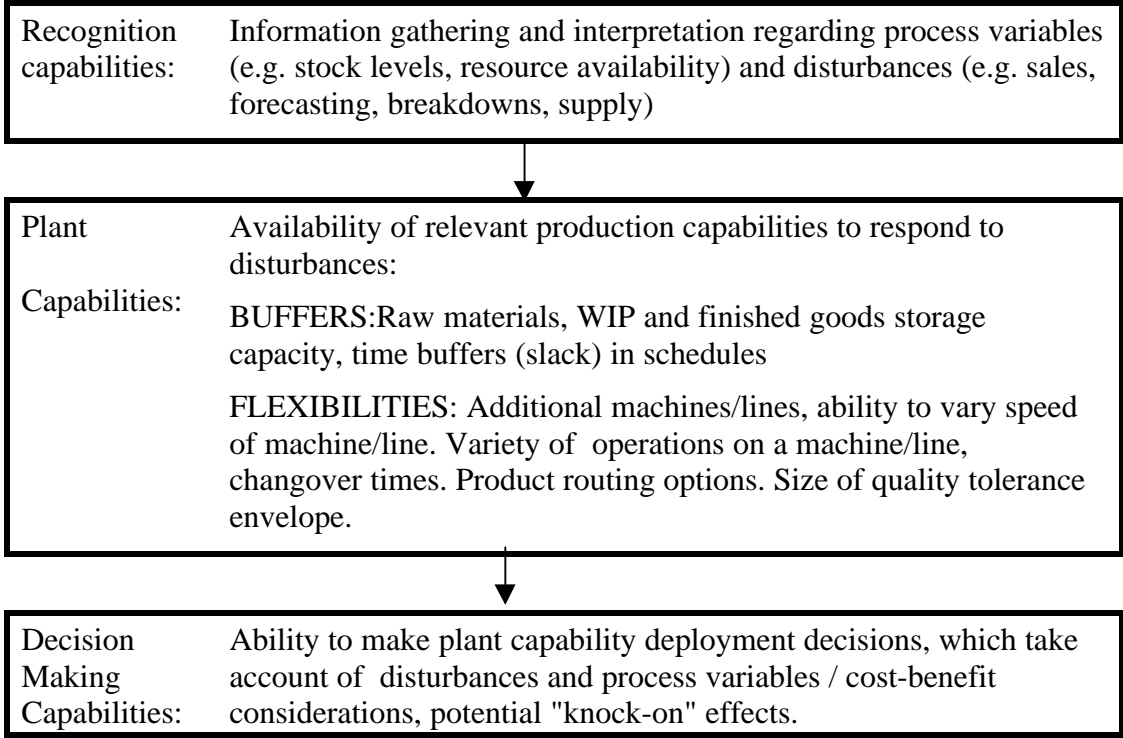 Recognition Information gathering and interpretation regarding process variables
capabilities: (e.g. stock levels, resource availability) and disturbances (e.g. sales,
forecasting, breakdowns, supply)
Plant Availability of relevant production capabilities to respond to
disturbances:
Capabilities:
BUFFERS:Raw materials, WIP and finished goods storage
capacity, time buffers (slack) in schedules
FLEXIBILITIES: Additional machines/lines, ability to vary speed
of machine/line. Variety of operations on a machine/line,
changover times. Product routing options. Size of quality tolerance
envelope.
Decision Ability to make plant capability deployment decisions, which take
Making account of disturbances and process variables / cost-benefit
Capabilities: considerations, potential "knock-on" effects.